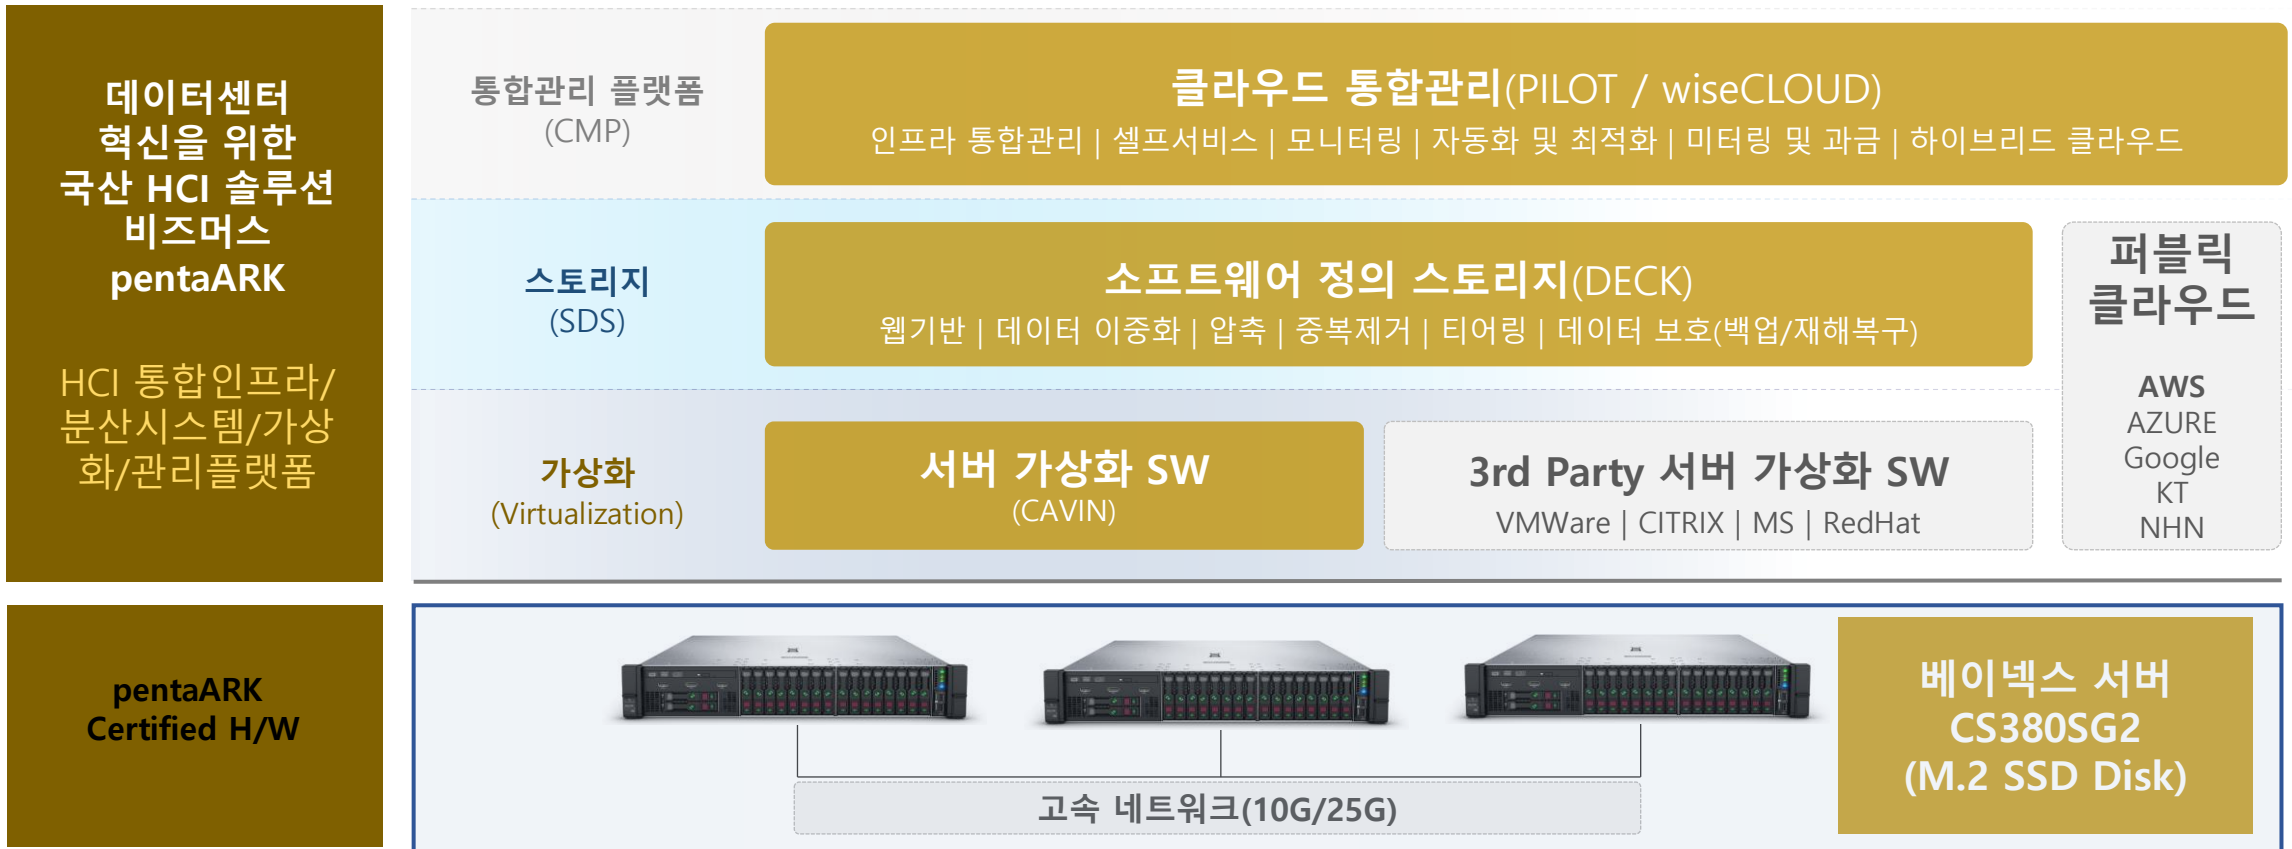 데이터센터
혁신을 위한
국산 HCI 솔루션
비즈머스
pentaARK
HCI 통합인프라/
분산시스템/가상
화/관리플랫폼
통합관리 플랫폼
(CMP)
클라우드 통합관리(PILOT / wiseCLOUD)
인프라 통합관리 | 셀프서비스 | 모니터링 | 자동화 및 최적화 | 미터링 및 과금 | 하이브리드 클라우드
스토리지
(SDS)
소프트웨어 정의 스토리지(DECK)
웹기반 | 데이터 이중화 | 압축 | 중복제거 | 티어링 | 데이터 보호(백업/재해복구)
가상화
(Virtualization)
서버 가상화 SW
(CAVIN)
3rd Party 서버 가상화 SW
VMWare | CITRIX | MS | RedHat
퍼블릭
클라우드
AWS
AZURE
Google
KT
NHN
pentaARK
Certified H/W
고속 네트워크(10G/25G)
베이넥스 서버
CS380SG2
(M.2 SSD Disk)